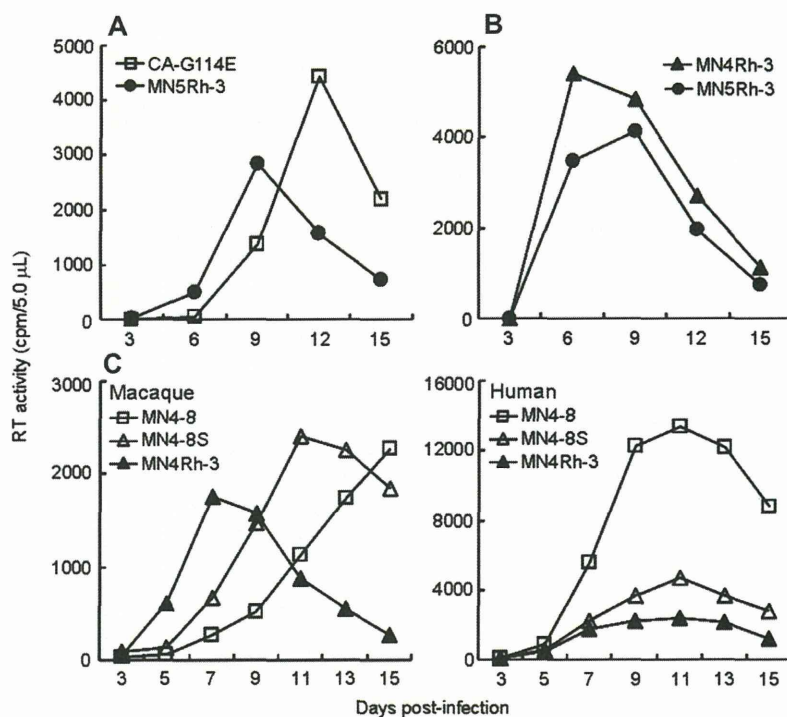 A
CA-G114E
MN5Rh-3
5000
4000
3000
2000
1000
0
3 6 9 12 15
B
MN4Rh-3
MN5Rh-3
6000
4000
2000
0
3 6 9 12 15
RT activity (cpm/5.0 μL)
C
Macaque
MN4-8
MN4-8S
MN4Rh-3
3000
2000
1000
0
3 5 7 9 11 13 15
Human
MN4-8
MN4-8S
MN4Rh-3
16000
12000
8000
4000
0
3 5 7 9 11 13 15
Days post-infection